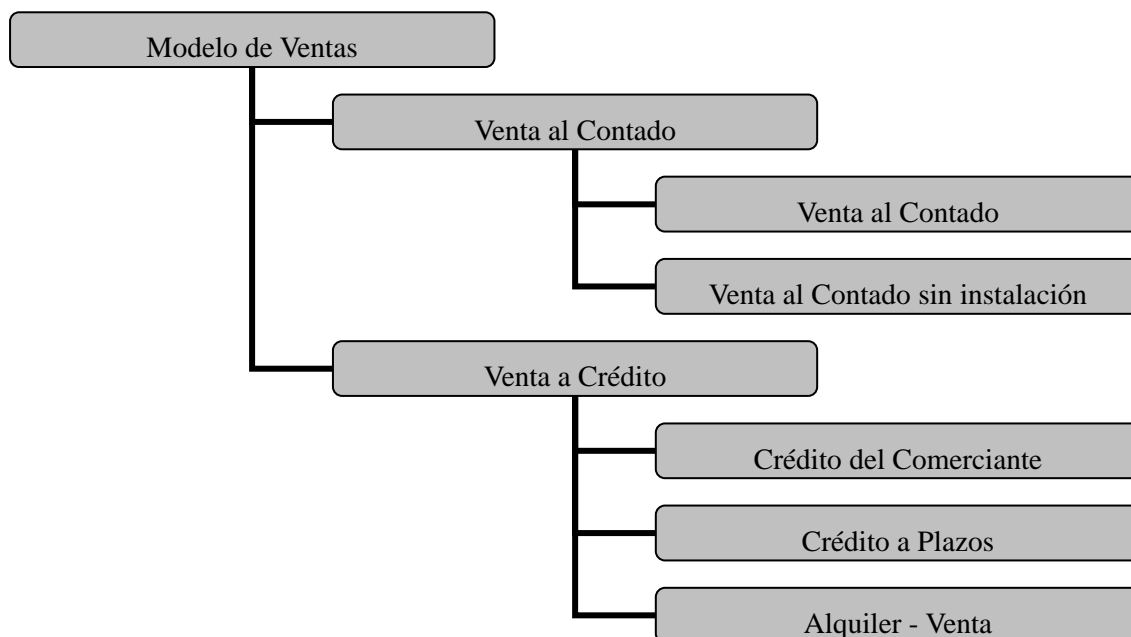 Modelo de Ventas
Venta al Contado
Venta al Contado
Venta al Contado sin instalación
Venta a Crédito
Crédito del Comerciante
Crédito a Plazos
Alquiler - Venta